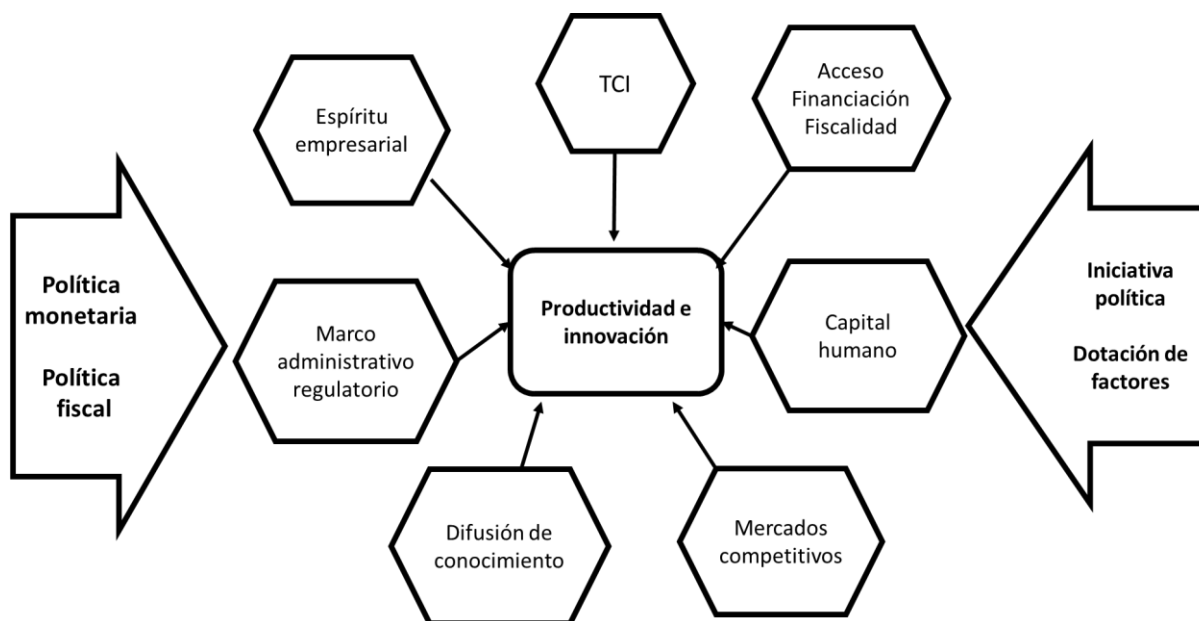 TCI
Acceso
Financiación
Fiscalidad
Espíritu
empresarial
Política
monetaria
Política
fiscal
Marco
administrativo
regulatorio
Productividad e
innovación
Capital
humano
Iniciativa
política
Dotación de
factores
Difusión de
conocimiento
Mercados
competitivos